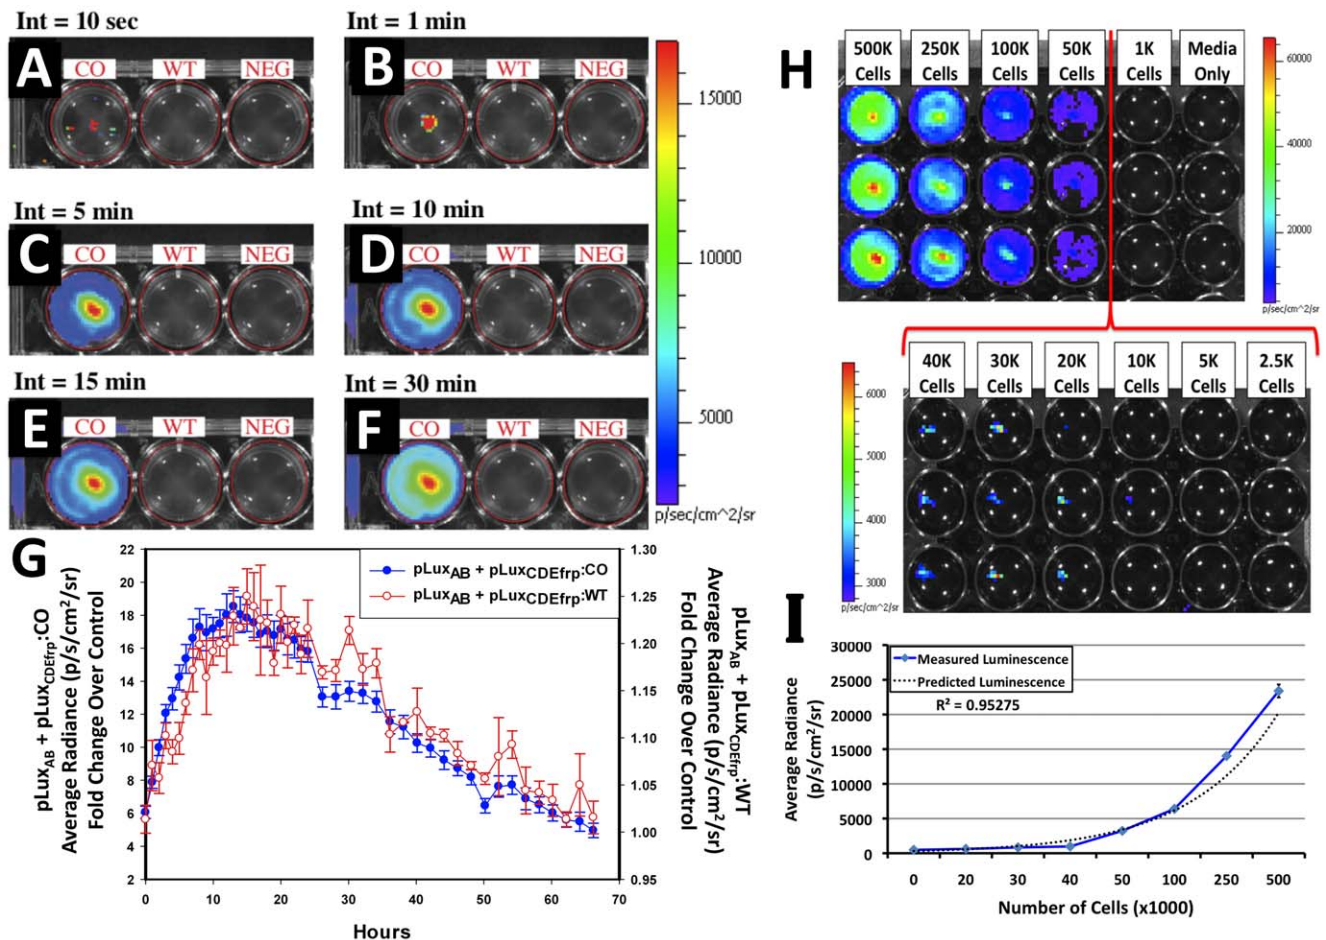 Int = 10 sec
A
CO
WT
NEG
Int = 1 min
B
CO
WT
NEG
Int = 5 min
C
CO
WT
NEG
Int = 10 min
D
CO
WT
NEG
Int = 15 min
E
CO
WT
NEG
Int = 30 min
F
CO
WT
NEG
15000
10000
5000
p/sec/cm^2/sr
G
pLuxAB + pLuxCDEfrp:CO
Average Radiance (p/s/cm²/sr)
Fold Change Over Control
22
20
18
16
14
12
10
8
6
4
2
pLuxAB + pLuxCDEfrp:CO
pLuxAB + pLuxCDEfrp:WT
1.30
1.25
1.20
1.15
1.10
1.05
1.00
0.95
pLuxAB + pLuxCDEfrp:WT
Average Radiance (p/s/cm²/sr)
Fold Change Over Control
0 10 20 30 40 50 60 70
Hours
H
500K
Cells
250K
Cells
100K
Cells
50K
Cells
1K
Cells
Media
Only
60000
40000
20000
p/sec/cm^2/sr
40K
Cells
30K
Cells
20K
Cells
10K
Cells
5K
Cells
2.5K
Cells
6000
5000
4000
3000
p/sec/cm^2/sr
I
Average Radiance
(p/s/cm²/sr)
30000
25000
20000
15000
10000
5000
0
Measured Luminescence
Predicted Luminescence
R² = 0.95275
0 20 30 40 50 100 250 500
Number of Cells (x1000)